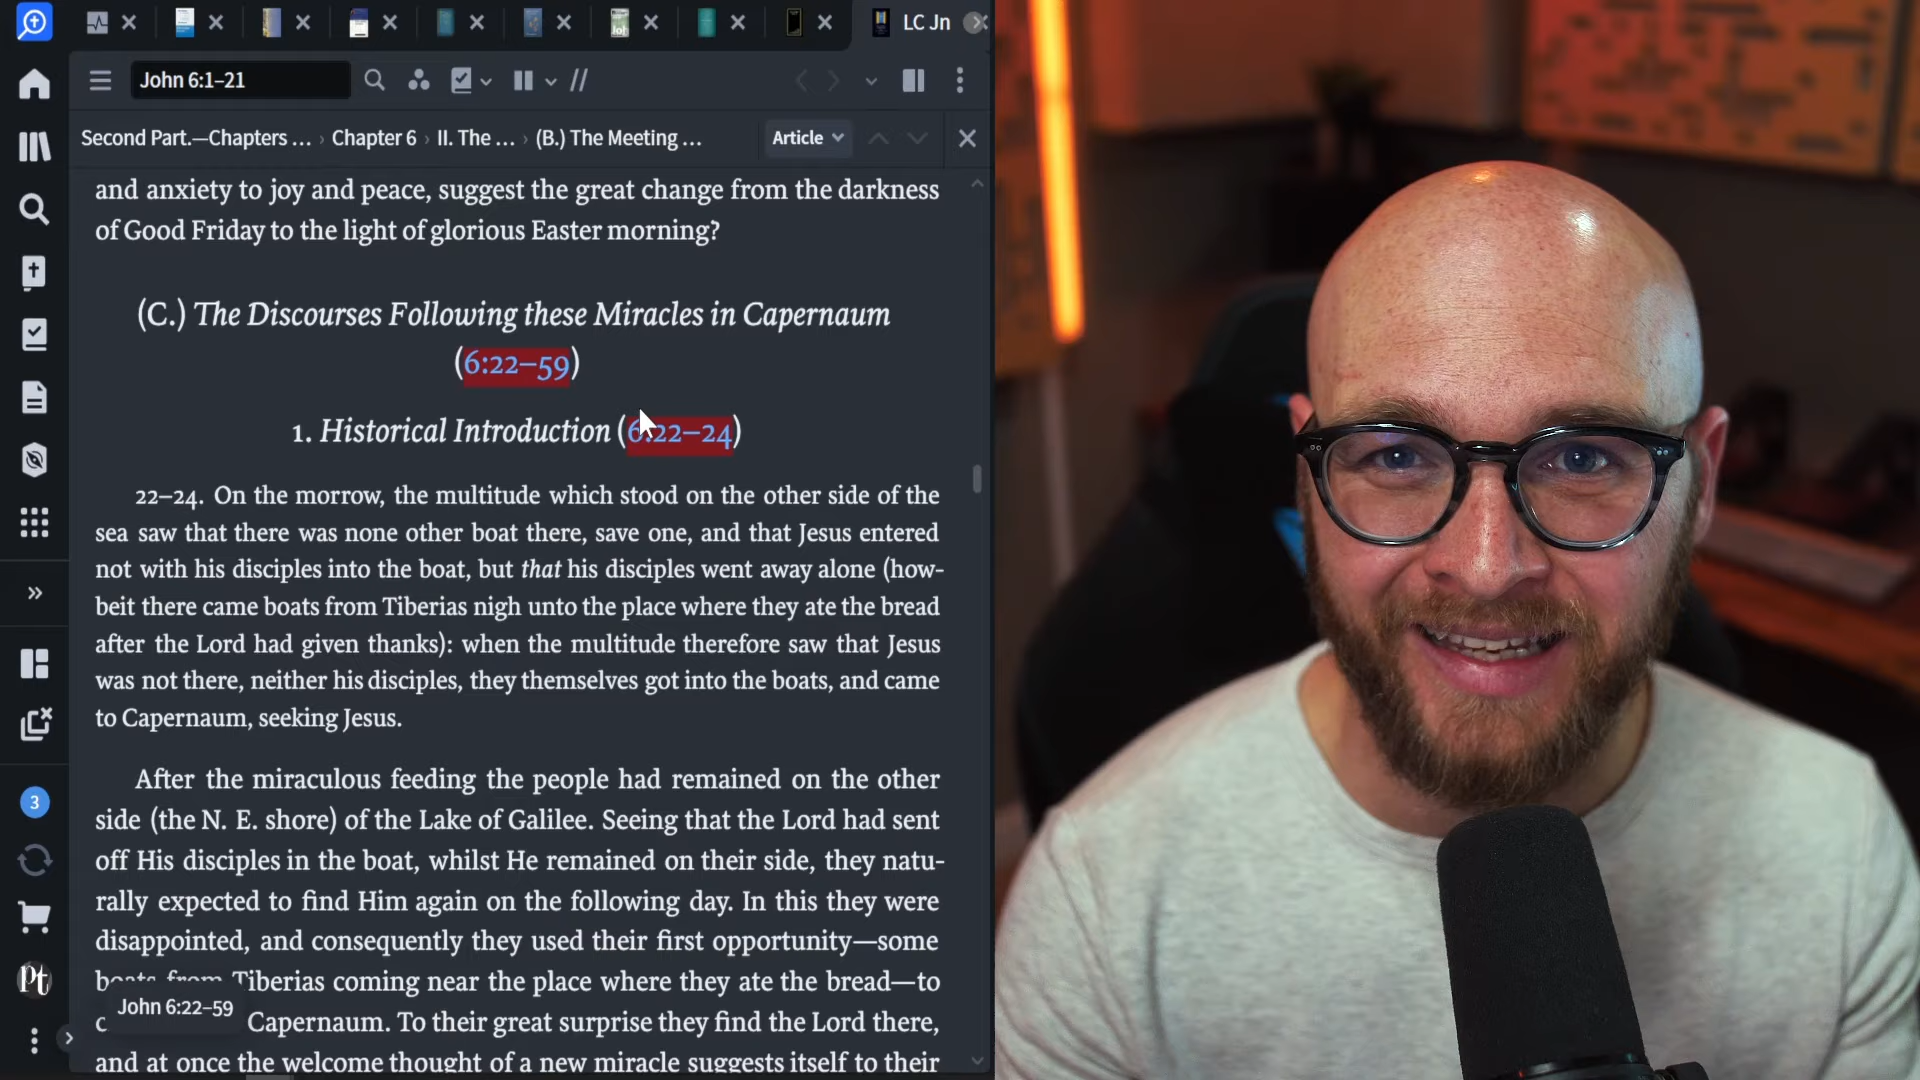 LC Jn
John 6:1–21
Second Part.—Chapters ... › Chapter 6 › II. The ... › (B.) The Meeting ...
Article
and anxiety to joy and peace, suggest the great change from the darkness
of Good Friday to the light of glorious Easter morning?
(C.) The Discourses Following these Miracles in Capernaum
(6:22–59)
1. Historical Introduction (6:22–24)
22–24. On the morrow, the multitude which stood on the other side of the
sea saw that there was none other boat there, save one, and that Jesus entered
not with his disciples into the boat, but that his disciples went away alone (how-
beit there came boats from Tiberias nigh unto the place where they ate the bread
after the Lord had given thanks): when the multitude therefore saw that Jesus
was not there, neither his disciples, they themselves got into the boats, and came
to Capernaum, seeking Jesus.
After the miraculous feeding the people had remained on the other
side (the N. E. shore) of the Lake of Galilee. Seeing that the Lord had sent
off His disciples in the boat, whilst He remained on their side, they natu-
rally expected to find Him again on the following day. In this they were
disappointed, and consequently they used their first opportunity—some
boats from Tiberias coming near the place where they ate the bread—to
Capernaum. To their great surprise they find the Lord there,
and at once the welcome thought of a new miracle suggests itself to their
John 6:22–59
3
Pt